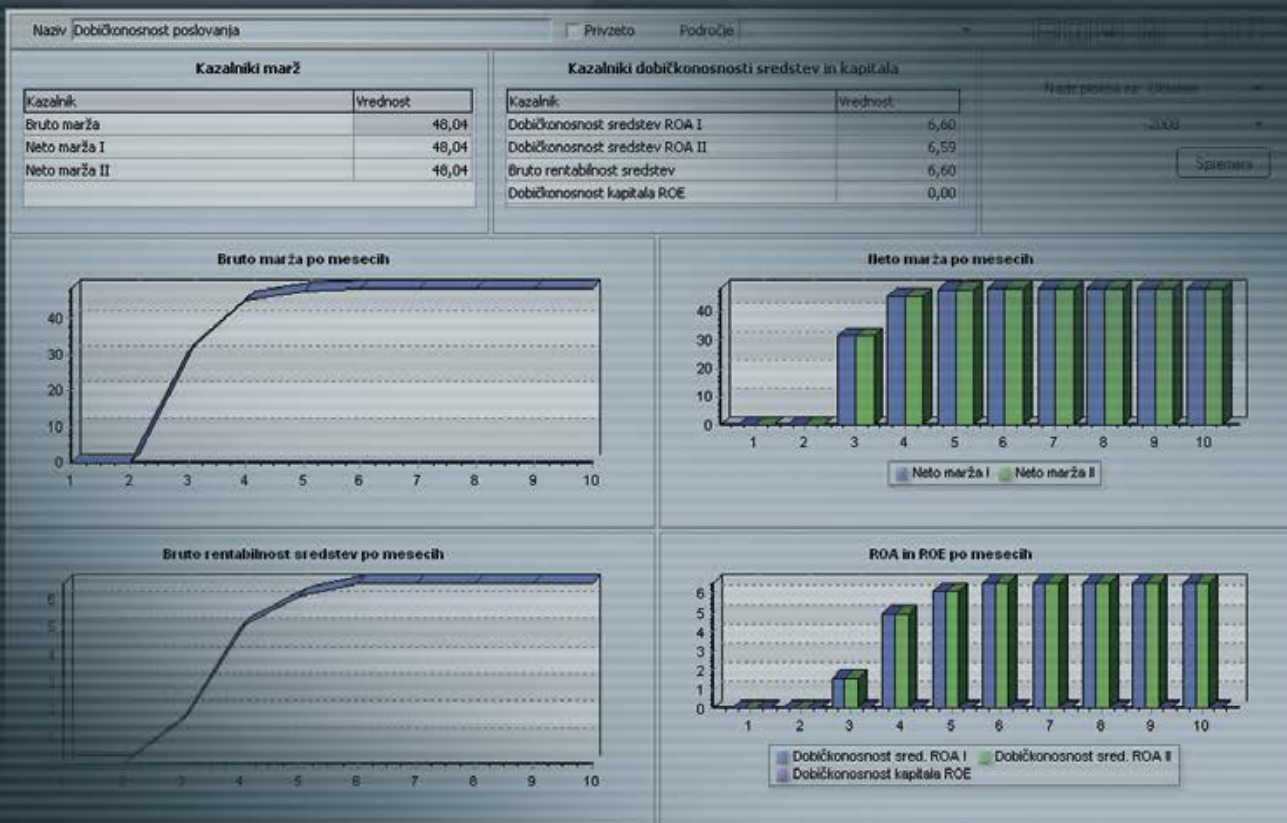 Naziv Dobičkonosnost poslovanja Privzeto Področje
Kazalniki marž
Kazalnik Vrednost
Bruto marža 48,04
Neto marža I 48,04
Neto marža II 48,04
Kazalniki dobičkonosnosti sredstev in kapitala
Kazalnik Vrednost
Dobičkonosnost sredstev ROA I 6,60
Dobičkonosnost sredstev ROA II 6,59
Bruto rentabilnost sredstev 6,60
Dobičkonosnost kapitala ROE 0,00
2008
Spremeni
Bruto marža po mesecih
40
30
20
10
0
1 2 3 4 5 6 7 8 9 10
Neto marža po mesecih
40
30
20
10
0
1 2 3 4 5 6 7 8 9 10
Neto marža I Neto marža II
Bruto rentabilnost sredstev po mesecih
6
5
4
1 2 3 4 5 6 7 8 9 10
ROA in ROE po mesecih
6
5
4
3
2
1
0
1 2 3 4 5 6 7 8 9 10
Dobičkonosnost sred. ROA I Dobičkonosnost sred. ROA II
Dobičkonosnost kapitala ROE